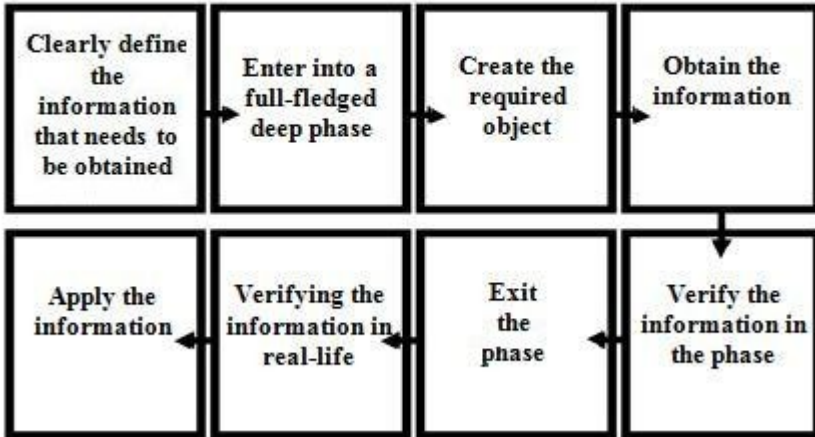 Clearly define
the
information
that needs to
be obtained
Enter into a
full-fledged
deep phase
Create the
required
object
Obtain the
information
Verify the
information in
the phase
Exit
the
phase
Verifying the
information in
real-life
Apply the
information